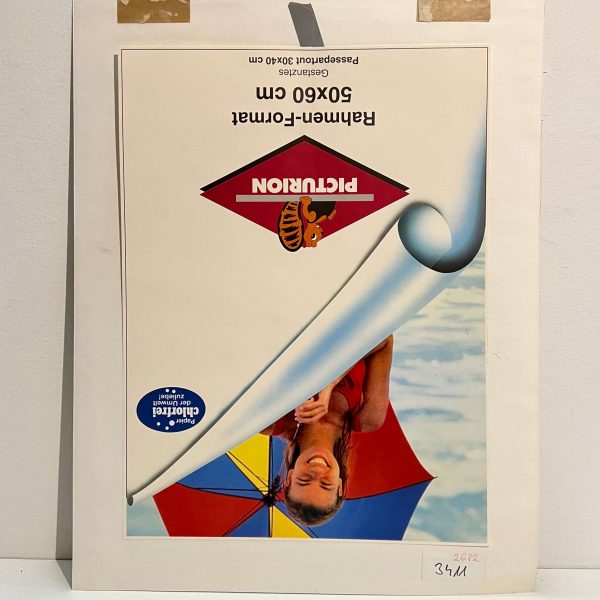 Rahmen-Format
50x60 cm
Gestanztes
Passepartout 30x40 cm
PICTURION
Papier
chlorfrei
der Umwelt
zuliebe!
2682
3411